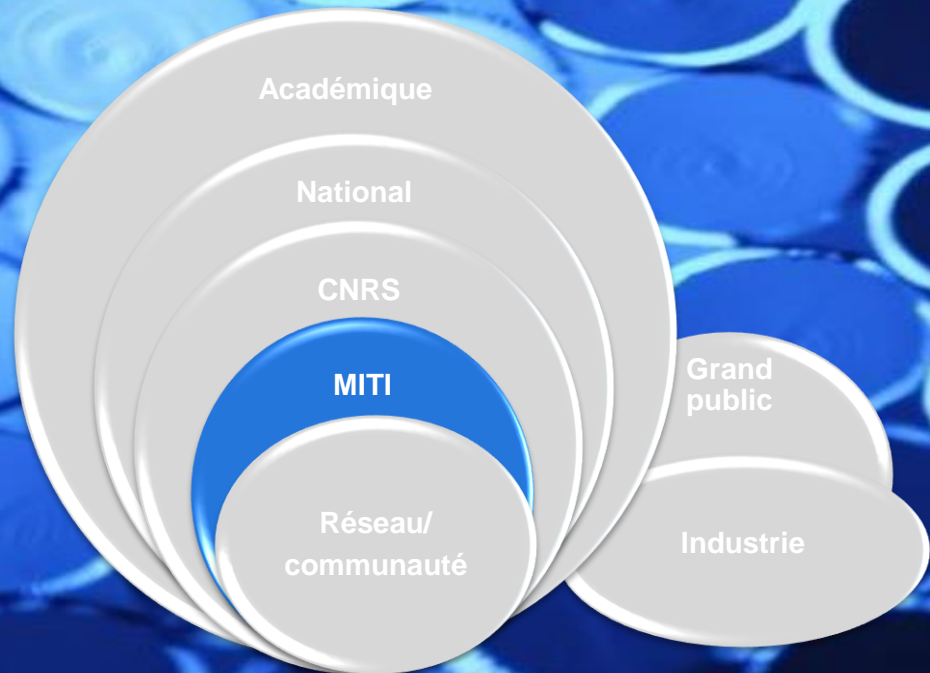 Académique
National
CNRS
MITI
Réseau/
communauté
Grand
public
Industrie